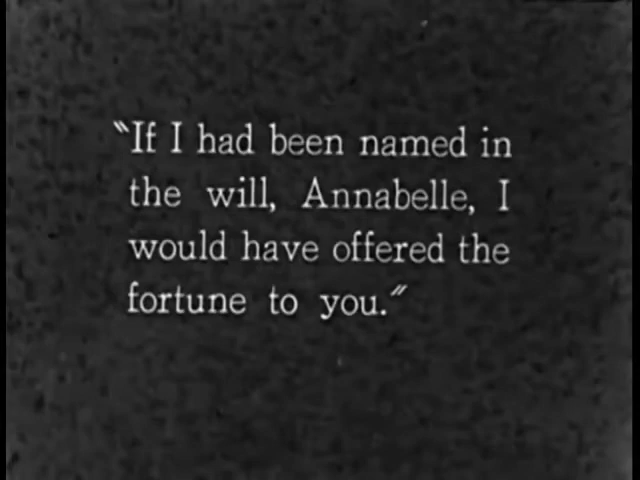 "If I had been named in
the will, Annabelle, I
would have offered the
fortune to you."